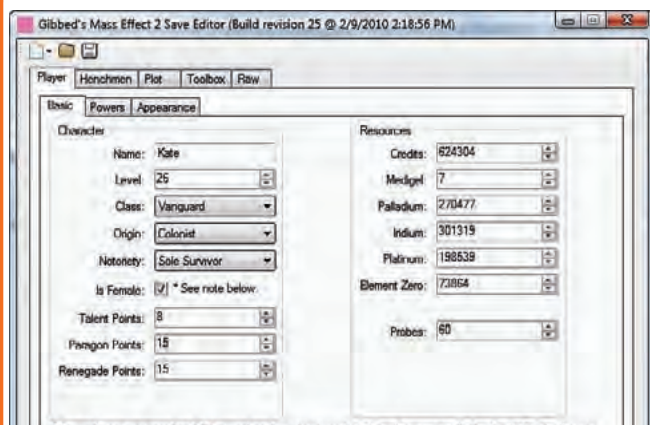 Gibbed's Mass Effect 2 Save Editor (Build revision 25 @ 2/9/2010 2:18:56 PM)
Player Henchmen Plot Toolbox Raw
Basic Powers Appearance
Character
Name: Kate
Level: 26
Class: Vanguard
Origin: Colonist
Notoriety: Sole Survivor
Is Female: * See note below.
Talent Points: 8
Paragon Points: 15
Renegade Points: 15
Resources
Credits: 624304
Medigel: 7
Palladium: 270477
Iridium: 301319
Platinum: 198539
Element Zero: 73864
Probes: 60